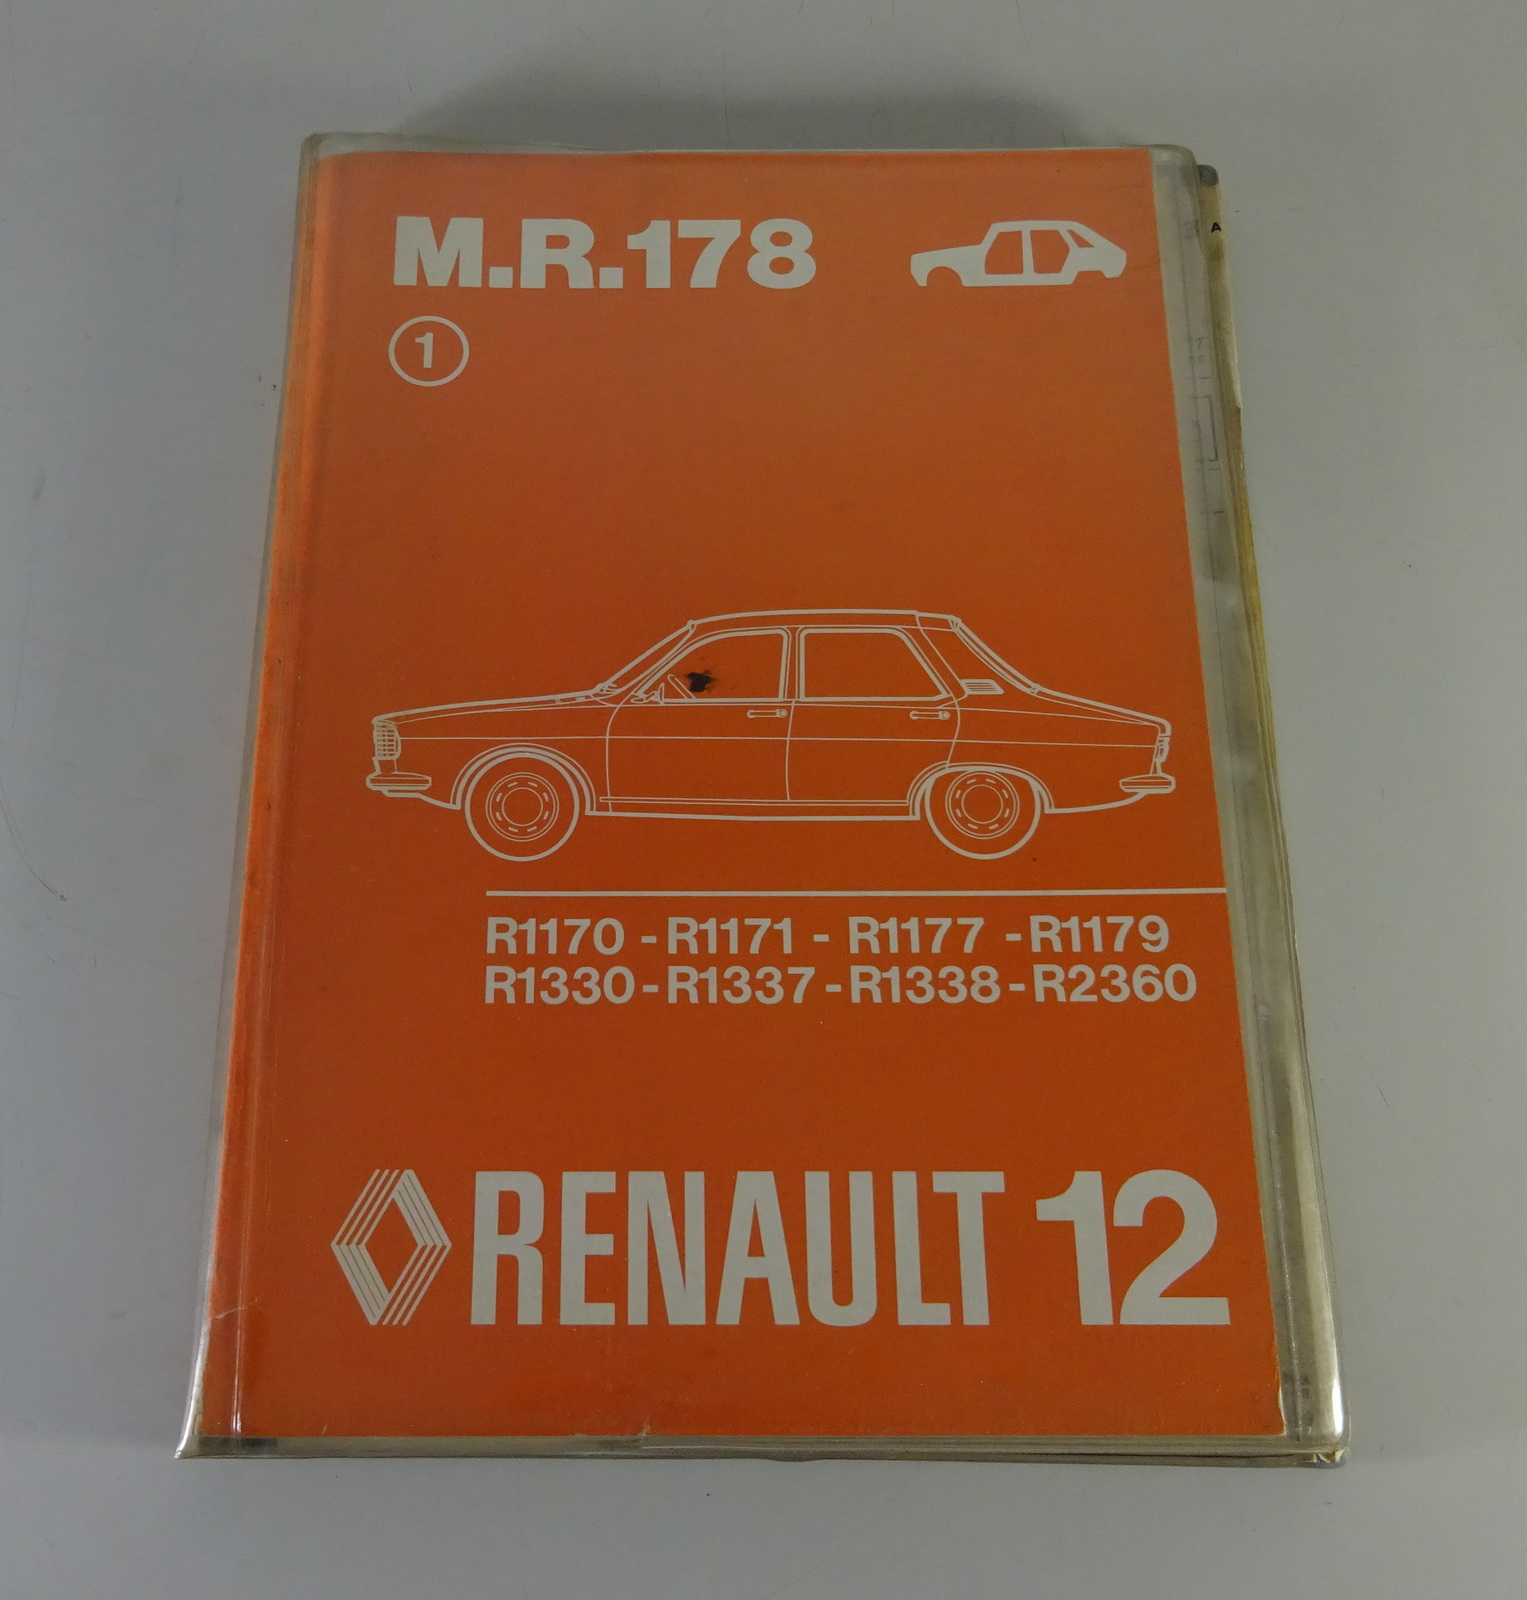 M.R.178
1
R1170 - R1171 - R1177 - R1179
R1330 - R1337 - R1338 - R2360
RENAULT 12
A